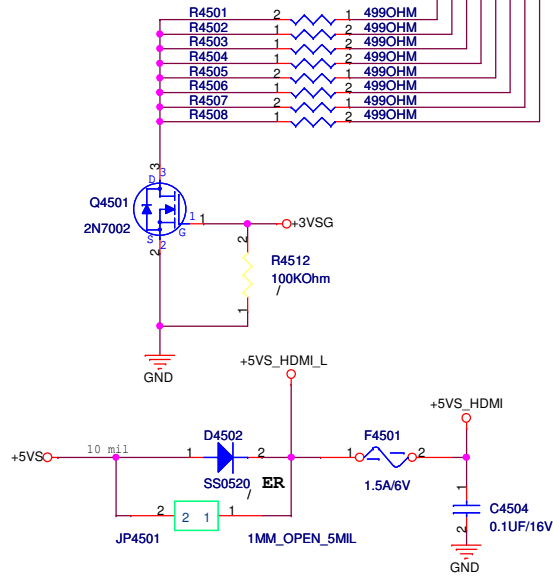 R4501 2 1 499OHM
R4502 1 2 499OHM
R4503 1 2 499OHM
R4504 1 2 499OHM
R4505 2 1 499OHM
R4506 1 2 499OHM
R4507 2 1 499OHM
R4508 1 2 499OHM
3 3
D
Q4501
2N7002
1 1
+3VSG
S G
2 2
2
R4512
100KOhm
/
1
GND
+5VS_HDMI_L
+5VS_HDMI
+5VS
10 mil
D4502
1 2
SS0520
/ ER
F4501
1 2
1.5A/6V
JP4501
2 2 1 1
1MM_OPEN_5MIL
1
C4504
0.1UF/16V
2
GND